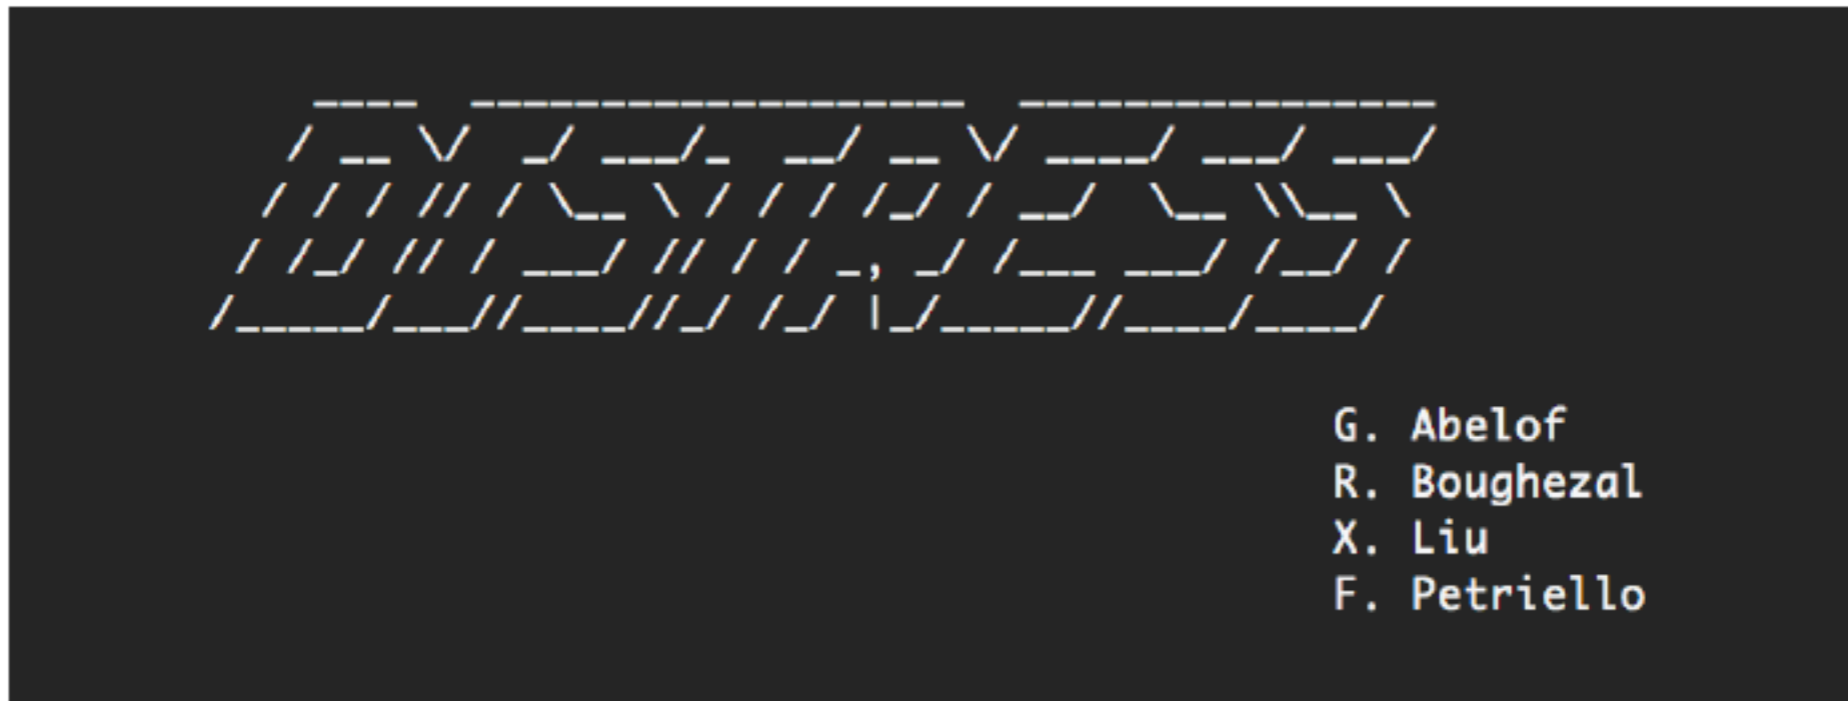 DISTRESS
G. Abelof
R. Boughezal
X. Liu
F. Petriello